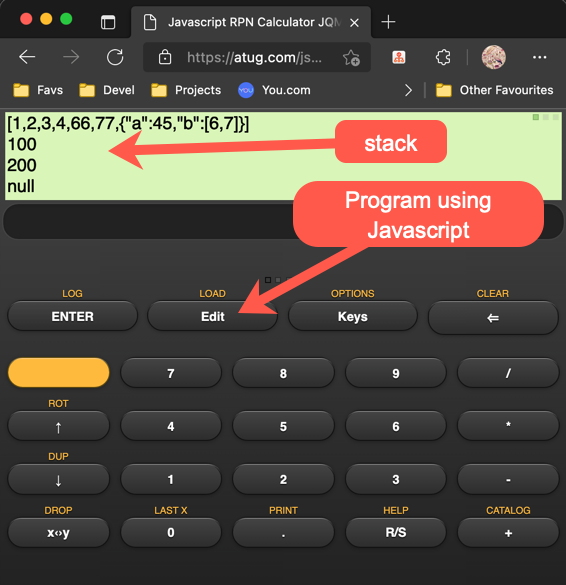 Javascript RPN Calculator JQM
https://atug.com/js...
Favs
Devel
Projects
YOU
You.com
Other Favourites
[1,2,3,4,66,77,{"a":45,"b":[6,7]}]
100
200
null
stack
Program using
Javascript
LOG LOAD OPTIONS CLEAR
ENTER Edit Keys ⇐
7 8 9 /
ROT
↑ 4 5 6 *
DUP
↓ 1 2 3 -
DROP LAST X PRINT HELP CATALOG
x‹›y 0 . R/S +